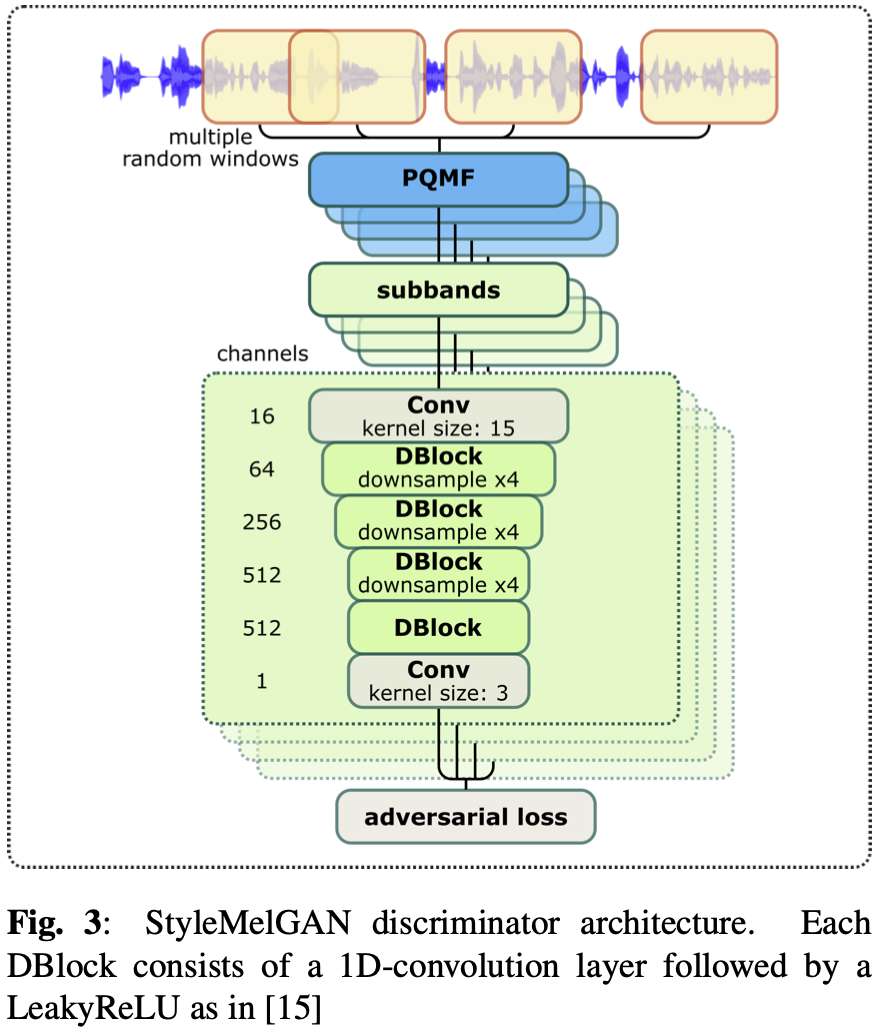 multiple
random windows
PQMF
subbands
channels
16
Conv
kernel size: 15
64
DBlock
downsample x4
256
DBlock
downsample x4
512
DBlock
downsample x4
512
DBlock
1
Conv
kernel size: 3
adversarial loss
Fig. 3: StyleMelGAN discriminator architecture. Each
DBlock consists of a 1D-convolution layer followed by a
LeakyReLU as in [15]